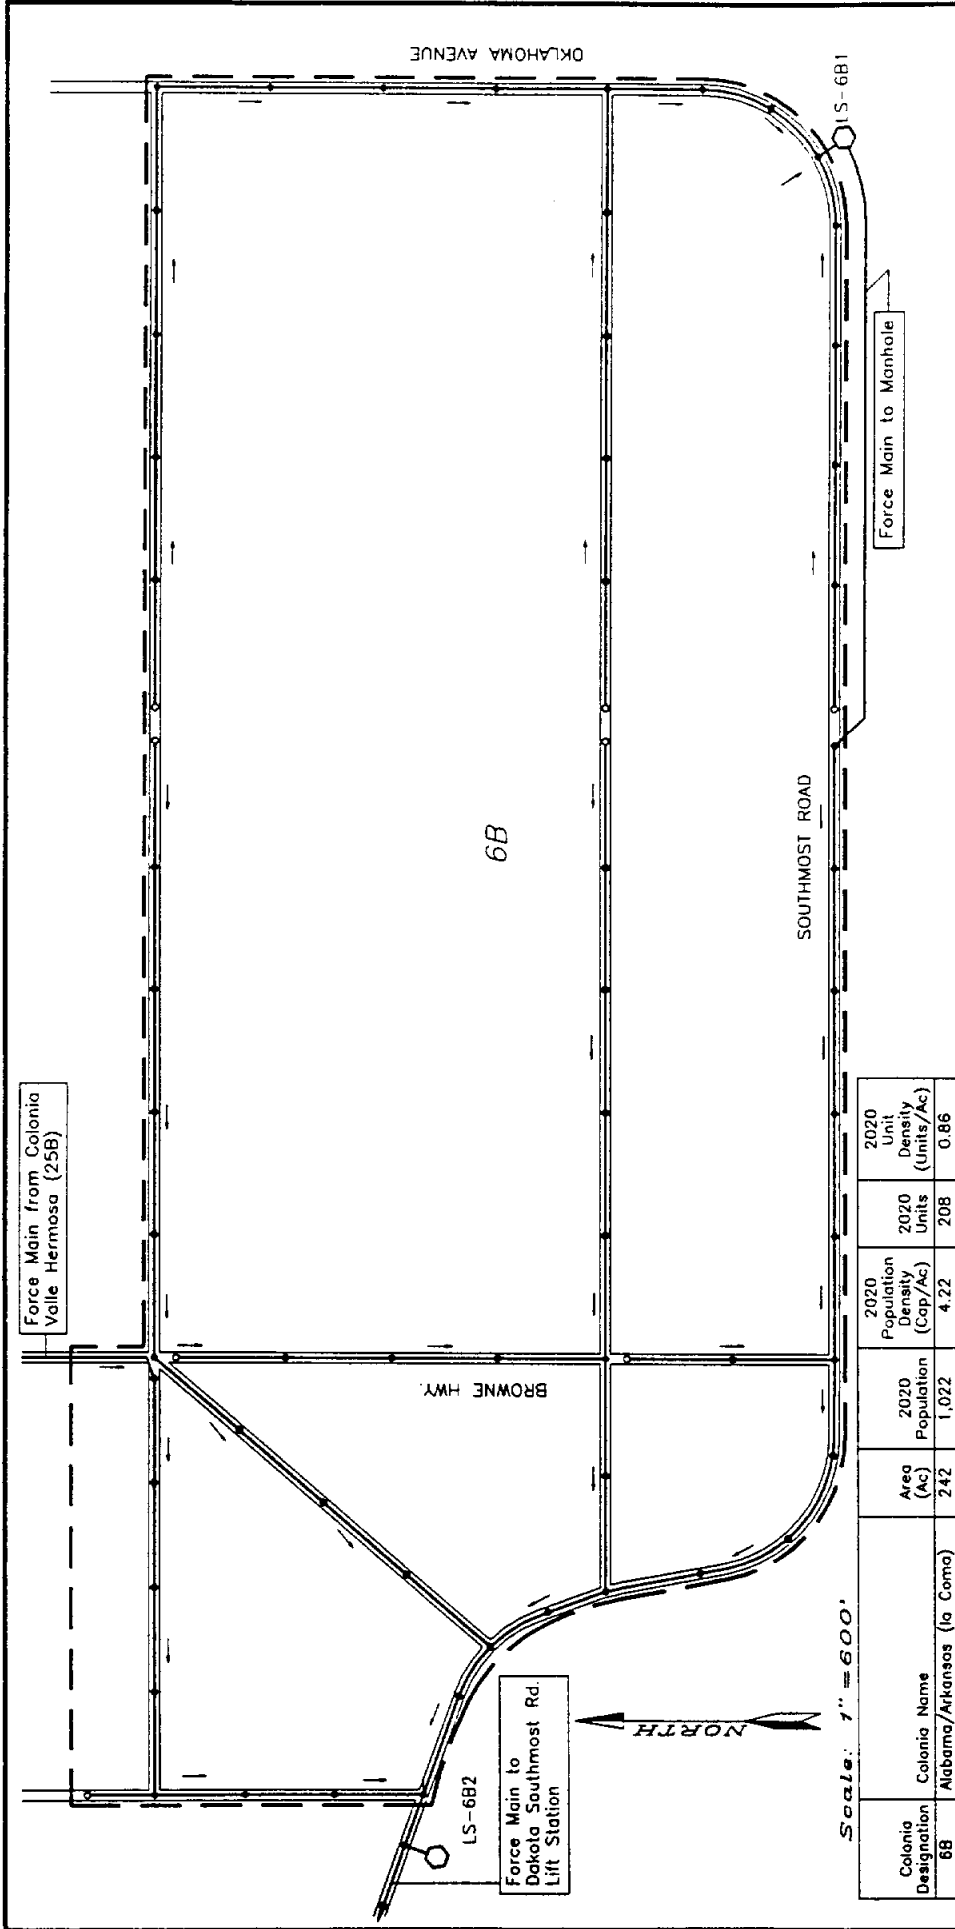 Force Main from Colonia
Valle Hermosa (25B)
OKLAHOMA AVENUE
6B
BROWNE HWY.
SOUTHMOST ROAD
LS-6B1
Force Main to Manhole
LS-6B2
Force Main to
Dakota Southmost Rd.
Lift Station
NORTH
Scale: 1"=600'
Colonia
Designation
Colonia Name
Area
(Ac)
2020
Population
2020
Population
Density
(Cap/Ac)
2020
Units
2020
Unit
Density
(Units/Ac)
6B
Alabama/Arkansas (la Coma)
242
1,022
4.22
208
0.86